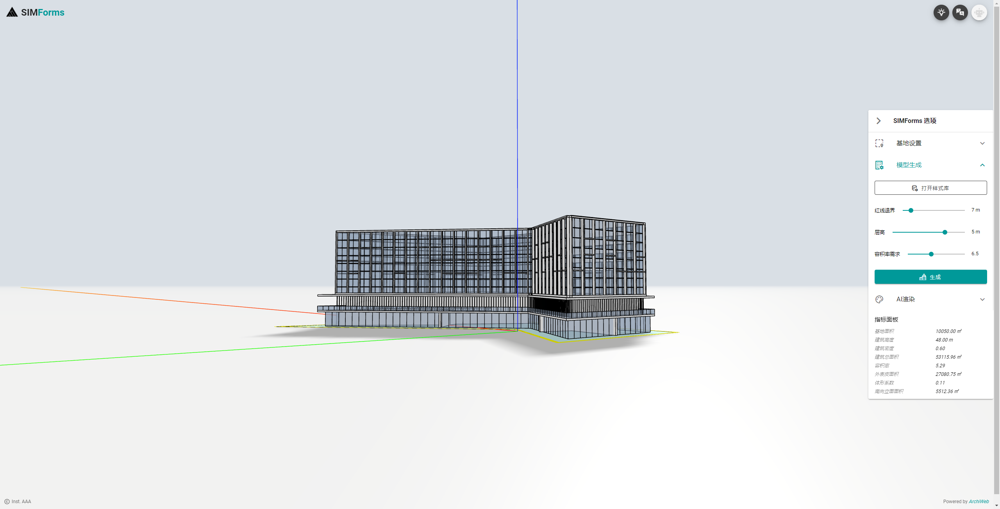 SIMForms
SIMForms 选项
基地设置
模型生成
打开样式库
红线退界 7 m
层高 5 m
容积率需求 6.5
生成
AI渲染
指标面板
基地面积 10050.00 ㎡
建筑高度 48.00 m
建筑密度 0.60
建筑总面积 53115.96 ㎡
容积率 5.29
外表皮面积 27080.75 ㎡
体形系数 0.11
南向立面面积 5512.36 ㎡
© Inst. AAA
Powered by ArchiWeb